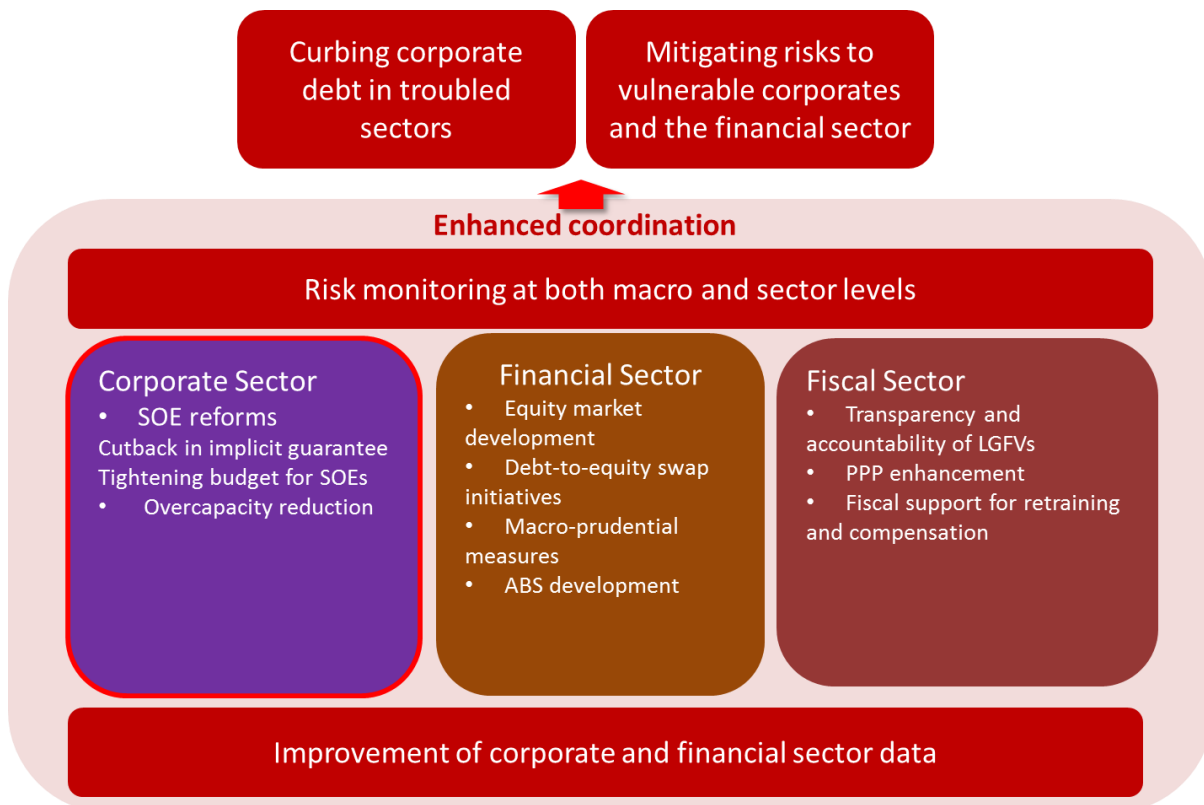 Curbing corporate
debt in troubled
sectors
Mitigating risks to
vulnerable corporates
and the financial sector
Enhanced coordination
Risk monitoring at both macro and sector levels
Corporate Sector
• SOE reforms
Cutback in implicit guarantee
Tightening budget for SOEs
• Overcapacity reduction
Financial Sector
• Equity market
development
• Debt-to-equity swap
initiatives
• Macro-prudential
measures
• ABS development
Fiscal Sector
• Transparency and
accountability of LGFVs
• PPP enhancement
• Fiscal support for retraining
and compensation
Improvement of corporate and financial sector data